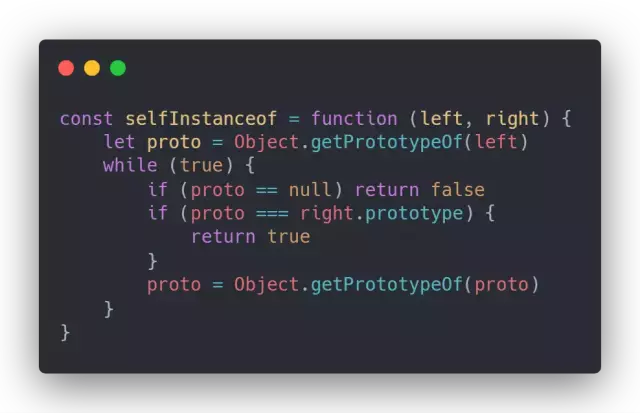 const selfInstanceof = function (left, right) {
    let proto = Object.getPrototypeOf(left)
    while (true) {
        if (proto == null) return false
        if (proto === right.prototype) {
            return true
        }
        proto = Object.getPrototypeOf(proto)
    }
}